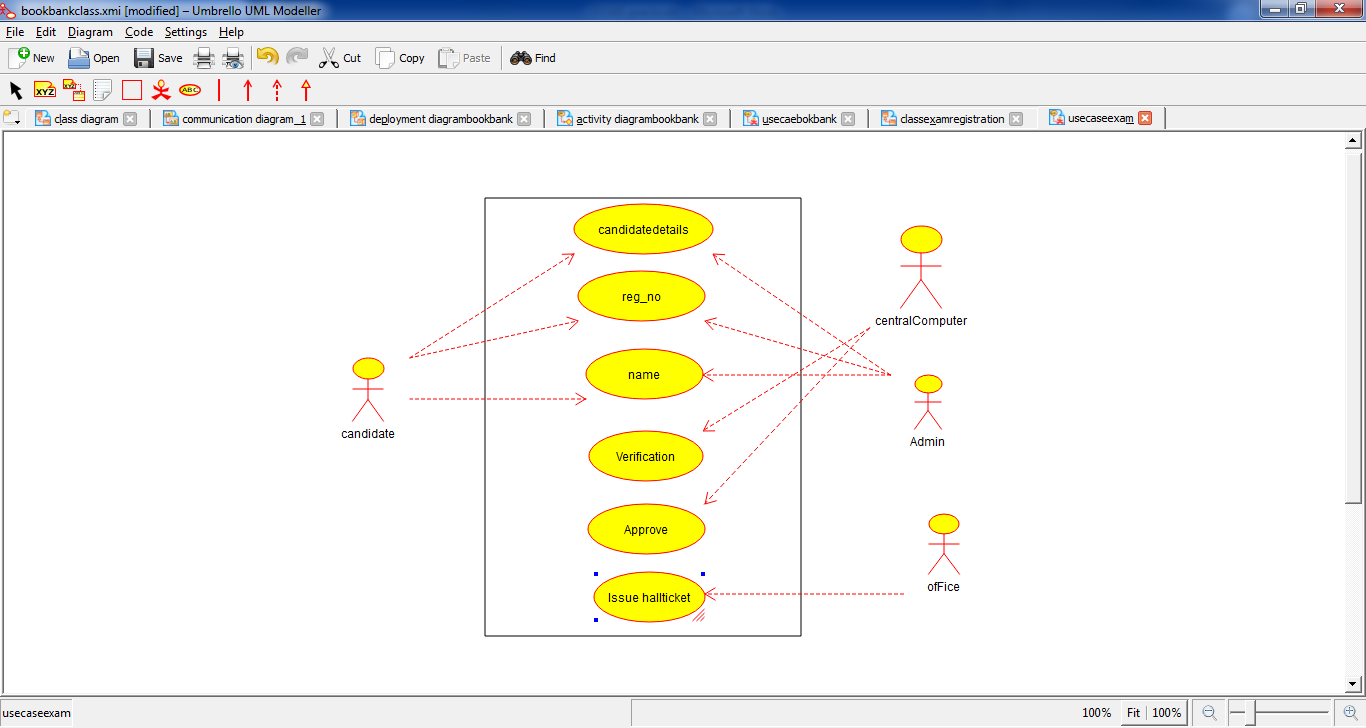 bookbankclass.xmi [modified] – Umbrello UML Modeller
File Edit Diagram Code Settings Help
New Open Save Cut Copy Paste Find
XYZ XYZ ABC
class diagram communication diagram_1 deployment diagrambookbank activity diagrambookbank usecaebokbank classexamregistration usecaseexam
candidatedetails
reg_no
centralComputer
name
candidate
Admin
Verification
Approve
ofFice
Issue hallticket
usecaseexam 100% Fit 100%